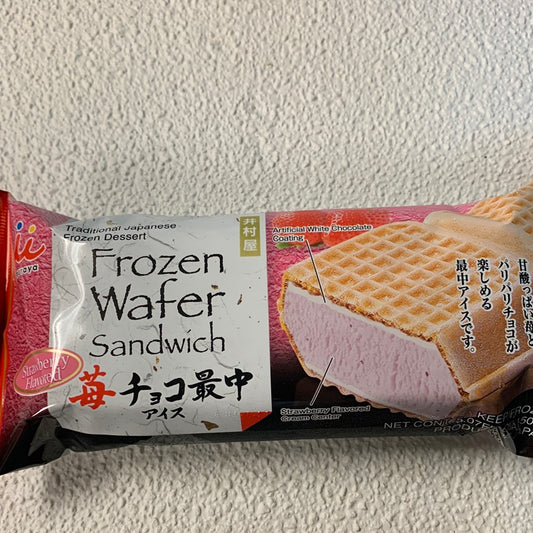 井村屋
Traditional Japanese
Frozen Dessert
Frozen
Wafer
Sandwich
Strawberry
Flavored
苺チョコ最中
アイス
Artificial White Chocolate
Coating
Strawberry Flavored
Cream Center
甘酸っぱい苺と
パリパリチョコが
楽しめる
最中アイスです。